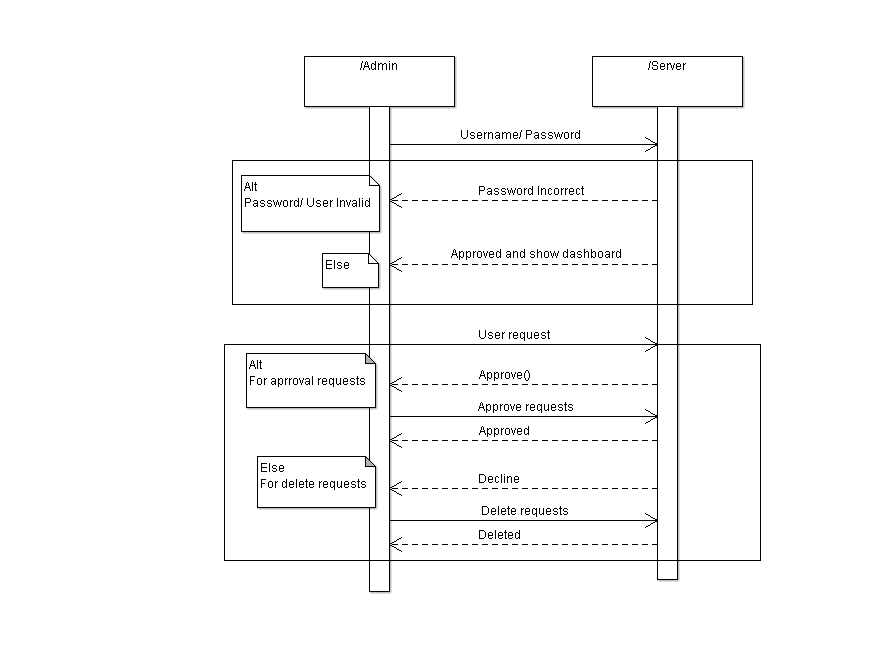 /Admin
/Server
Username/ Password
Alt
Password/ User Invalid
Password Incorrect
Approved and show dashboard
Else
User request
Alt
For aprroval requests
Approve()
Approve requests
Approved
Else
For delete requests
Decline
Delete requests
Deleted